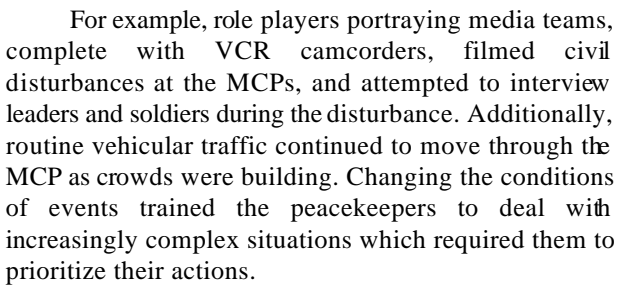 For example, role players portraying media teams,
complete with VCR camcorders, filmed civil
disturbances at the MCPs, and attempted to interview
leaders and soldiers during the disturbance. Additionally,
routine vehicular traffic continued to move through the
MCP as crowds were building. Changing the conditions
of events trained the peacekeepers to deal with
increasingly complex situations which required them to
prioritize their actions.